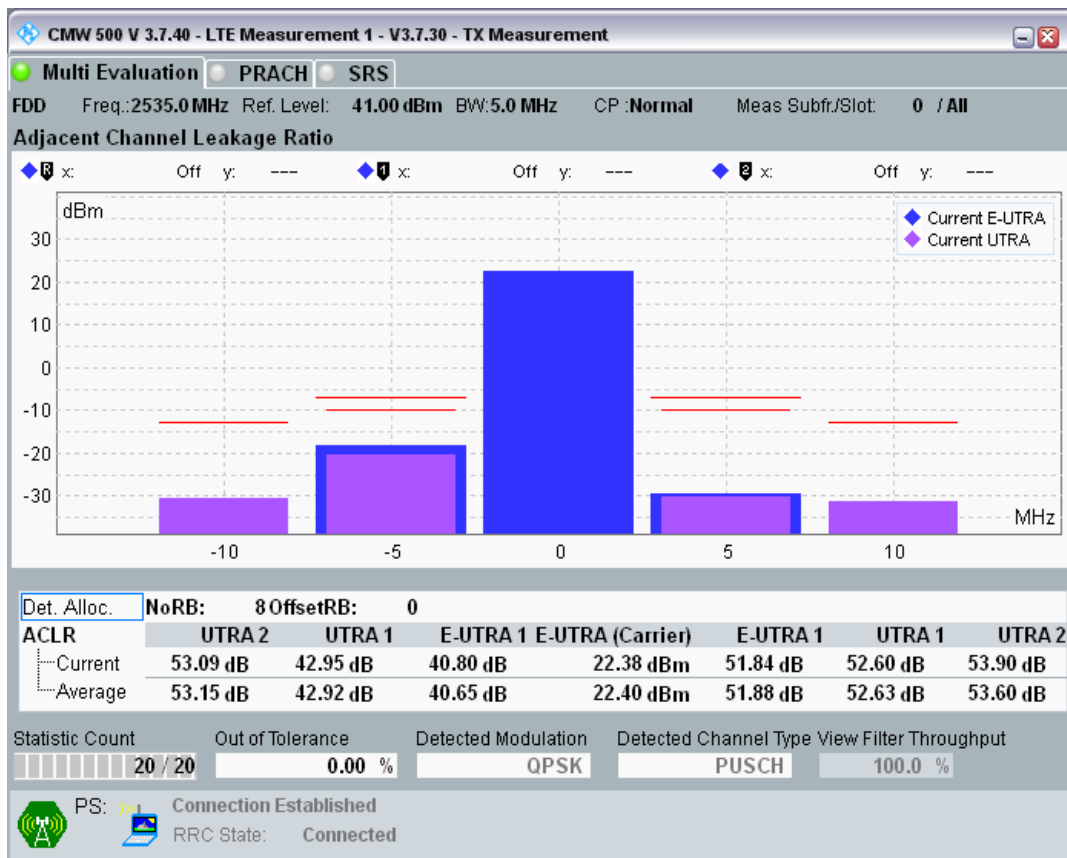 CMW 500 V 3.7.40 - LTE Measurement 1 - V3.7.30 - TX Measurement
Multi Evaluation PRACH SRS
FDD Freq.:2535.0 MHz Ref. Level: 41.00 dBm BW:5.0 MHz CP :Normal Meas Subfr./Slot: 0 / All
Adjacent Channel Leakage Ratio
R x: Off y: --- 1 x: Off y: --- 2 x: Off y: ---
dBm
Current E-UTRA
Current UTRA
30
20
10
0
-10
-20
-30
MHz
-10 -5 0 5 10
Det. Alloc. NoRB: 8 OffsetRB: 0
ACLR UTRA 2 UTRA 1 E-UTRA 1 E-UTRA (Carrier) E-UTRA 1 UTRA 1 UTRA 2
Current 53.09 dB 42.95 dB 40.80 dB 22.38 dBm 51.84 dB 52.60 dB 53.90 dB
Average 53.15 dB 42.92 dB 40.65 dB 22.40 dBm 51.88 dB 52.63 dB 53.60 dB
Statistic Count Out of Tolerance Detected Modulation Detected Channel Type View Filter Throughput
20 / 20 0.00 % QPSK PUSCH 100.0 %
PS: Connection Established
RRC State: Connected